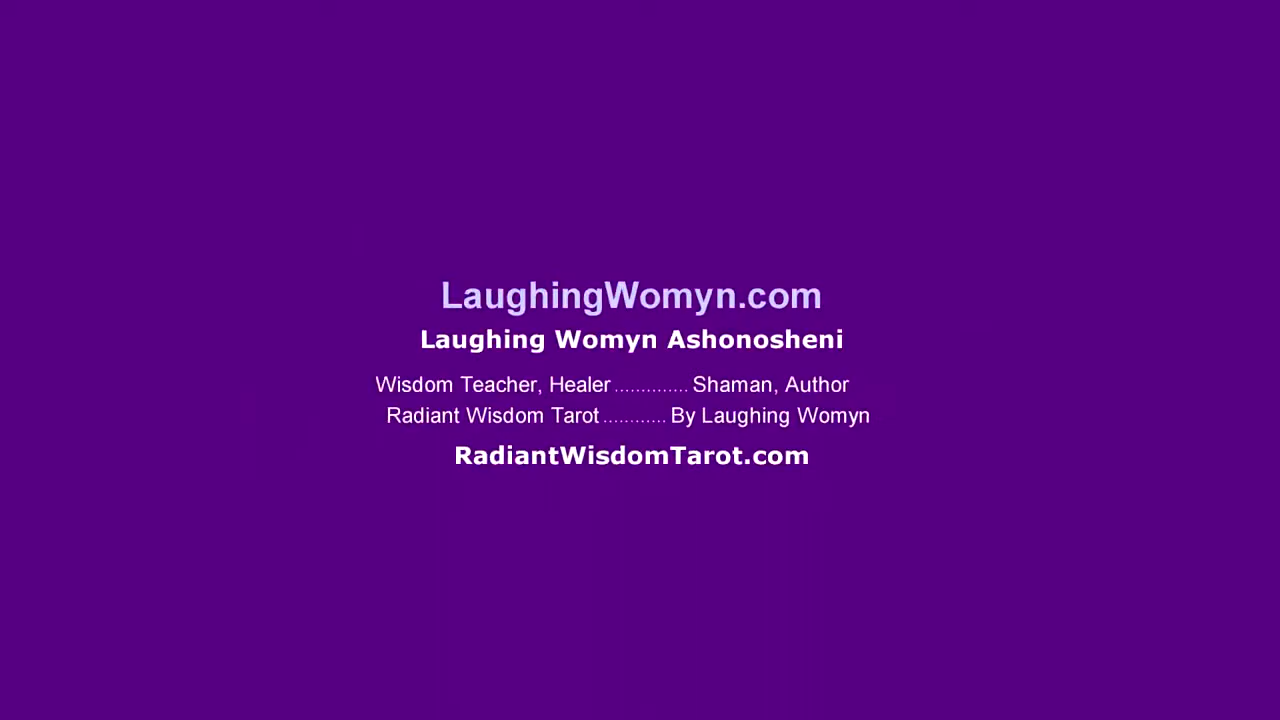 LaughingWomyn.com
Laughing Womyn Ashonosheni
Wisdom Teacher, Healer .............. Shaman, Author
Radiant Wisdom Tarot ............ By Laughing Womyn
RadiantWisdomTarot.com